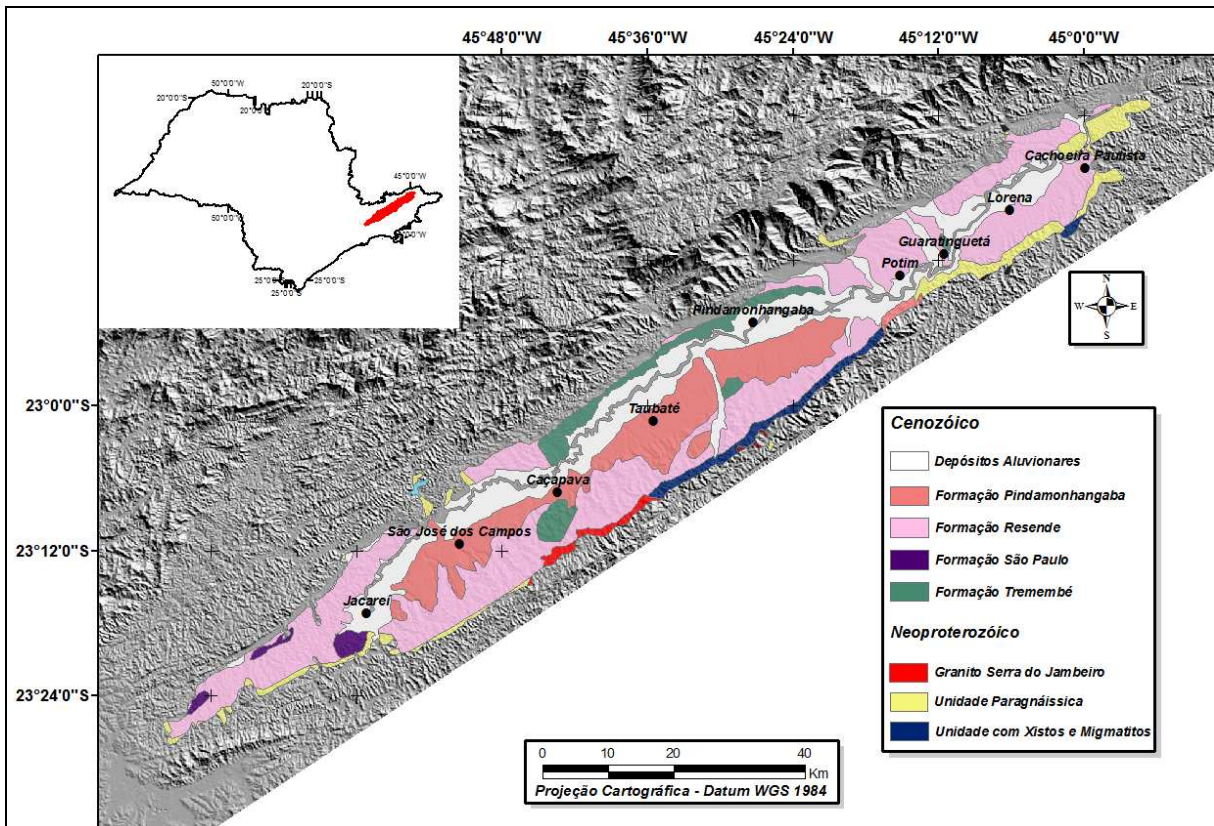 45°48'0"W 45°36'0"W 45°24'0"W 45°12'0"W 45°0'0"W
50°0'0"W
20°0'0"S
20°0'0"S
45°0'0"W
50°0'0"W
25°0'0"S
25°0'0"S
Cachoeira Paulista
Lorena
Guaratinguetá
Potim
N
W E
S
Pindamonhangaba
23°0'0"S
Taubaté
Caçapava
São José dos Campos
23°12'0"S
Jacareí
23°24'0"S
Cenozóico
Depósitos Aluvionares
Formação Pindamonhangaba
Formação Resende
Formação São Paulo
Formação Tremembé
Neoproterozóico
Granito Serra do Jambeiro
Unidade Paragnáissica
Unidade com Xistos e Migmatitos
0 10 20 40
Km
Projeção Cartográfica - Datum WGS 1984